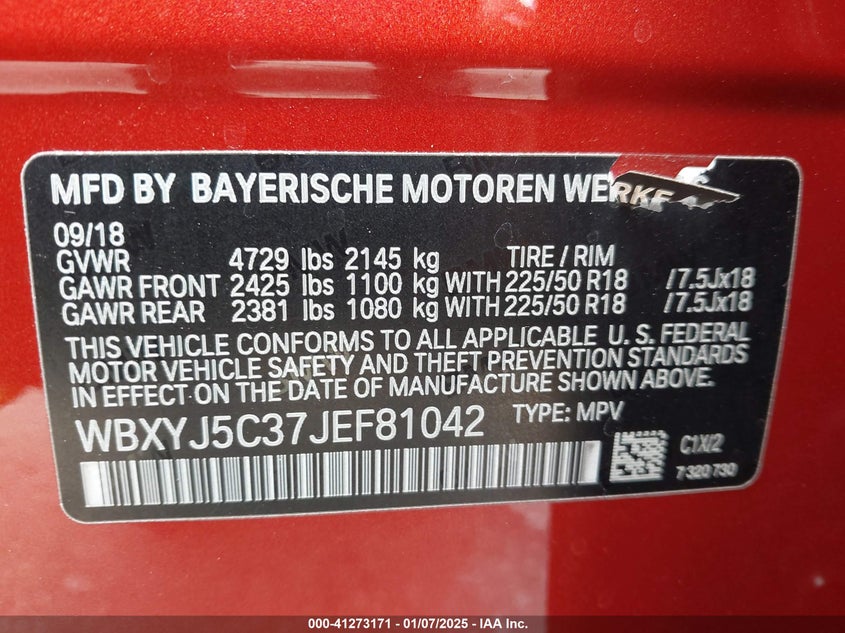 MFD BY BAYERISCHE MOTOREN WERKE
09/18
GVWR 4729 lbs 2145 kg TIRE / RIM
GAWR FRONT 2425 lbs 1100 kg WITH 225/50 R18 /7.5Jx18
GAWR REAR 2381 lbs 1080 kg WITH 225/50 R18 /7.5Jx18
THIS VEHICLE CONFORMS TO ALL APPLICABLE U. S. FEDERAL
MOTOR VEHICLE SAFETY AND THEFT PREVENTION STANDARDS
IN EFFECT ON THE DATE OF MANUFACTURE SHOWN ABOVE.
WBXYJ5C37JEF81042 TYPE: MPV
C1X/2
7 320 730
000-41273171 - 01/07/2025 - IAA Inc.